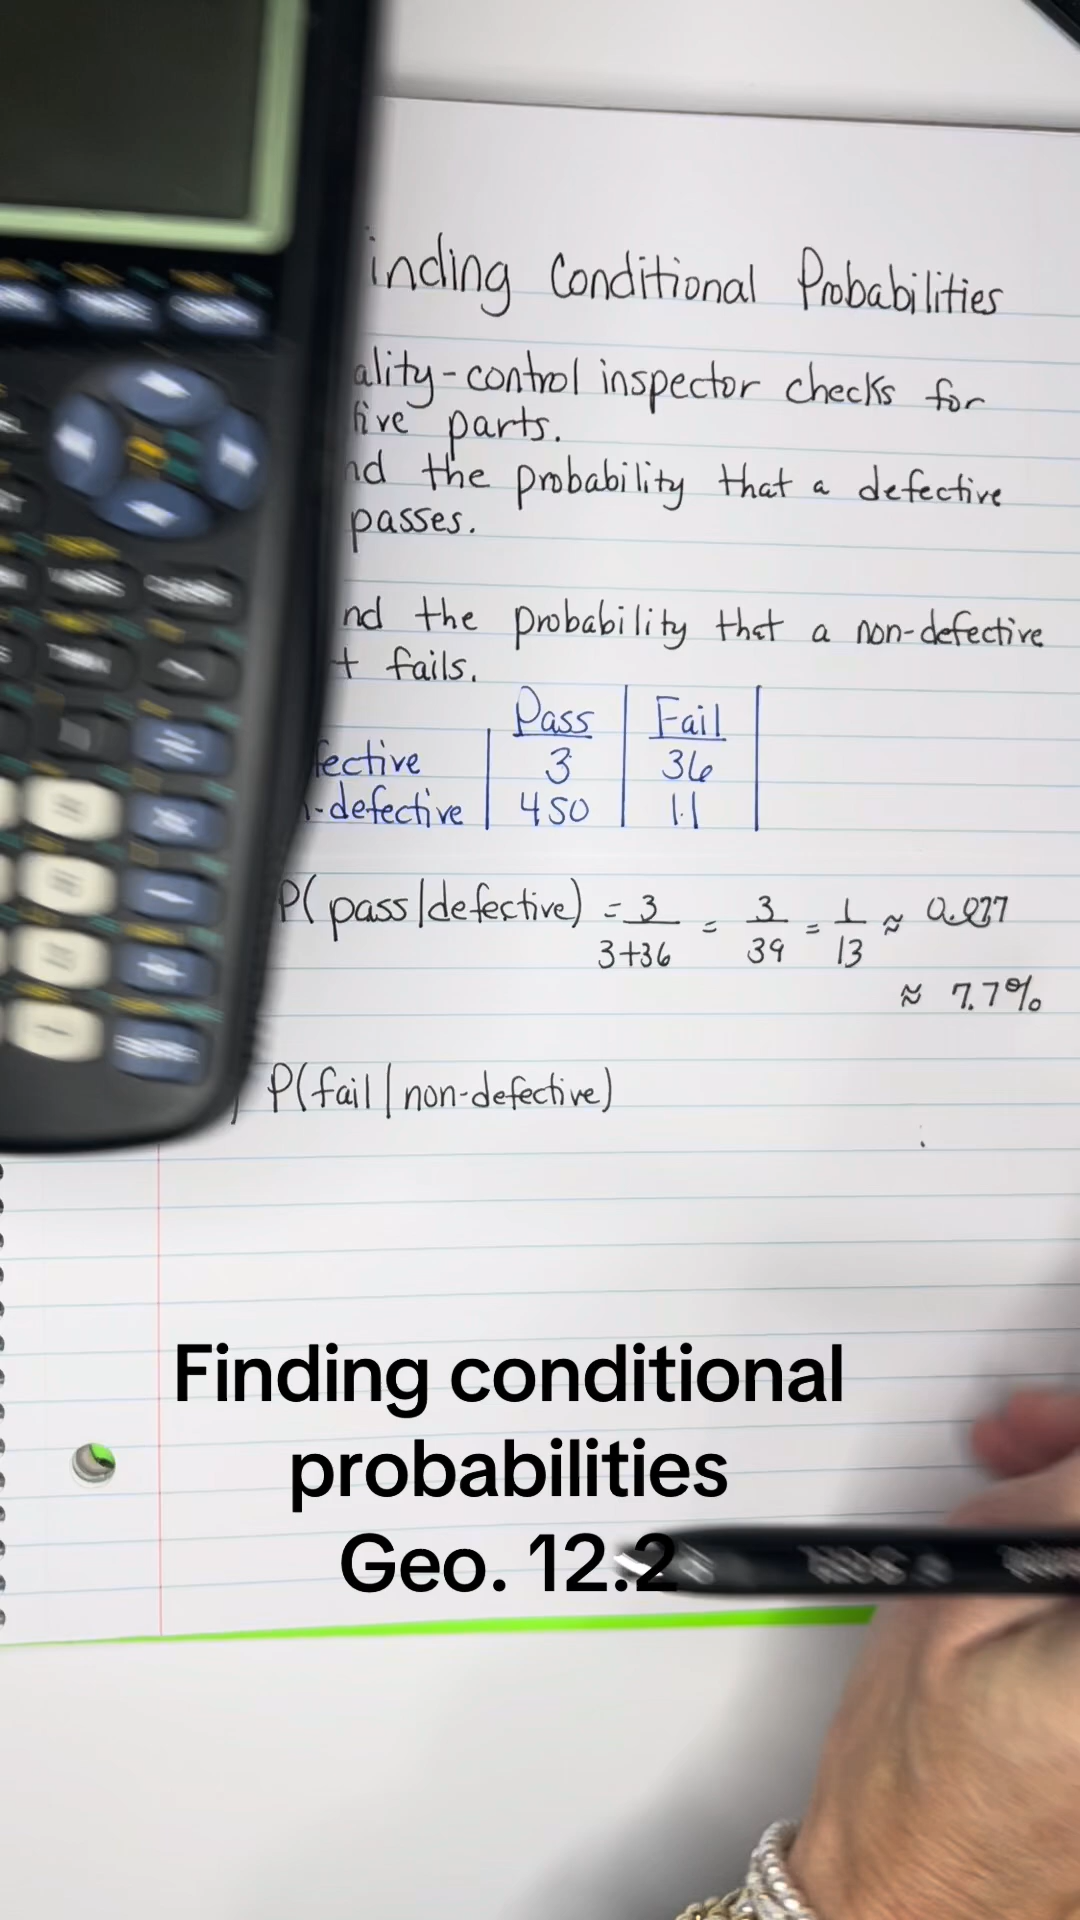 inding Conditional Probabilities
ality-control inspector checks for
tive parts.
nd the probability that a defective
passes.
nd the probability that a non-defective
t fails.
Pass Fail
fective 3 36
n-defective 450 11
P(pass|defective) = 3/3+36 = 3/39 = 1/13 ≈ 0.077
≈ 7.7%
) P(fail|non-defective)
Finding conditional
probabilities
Geo. 12.2